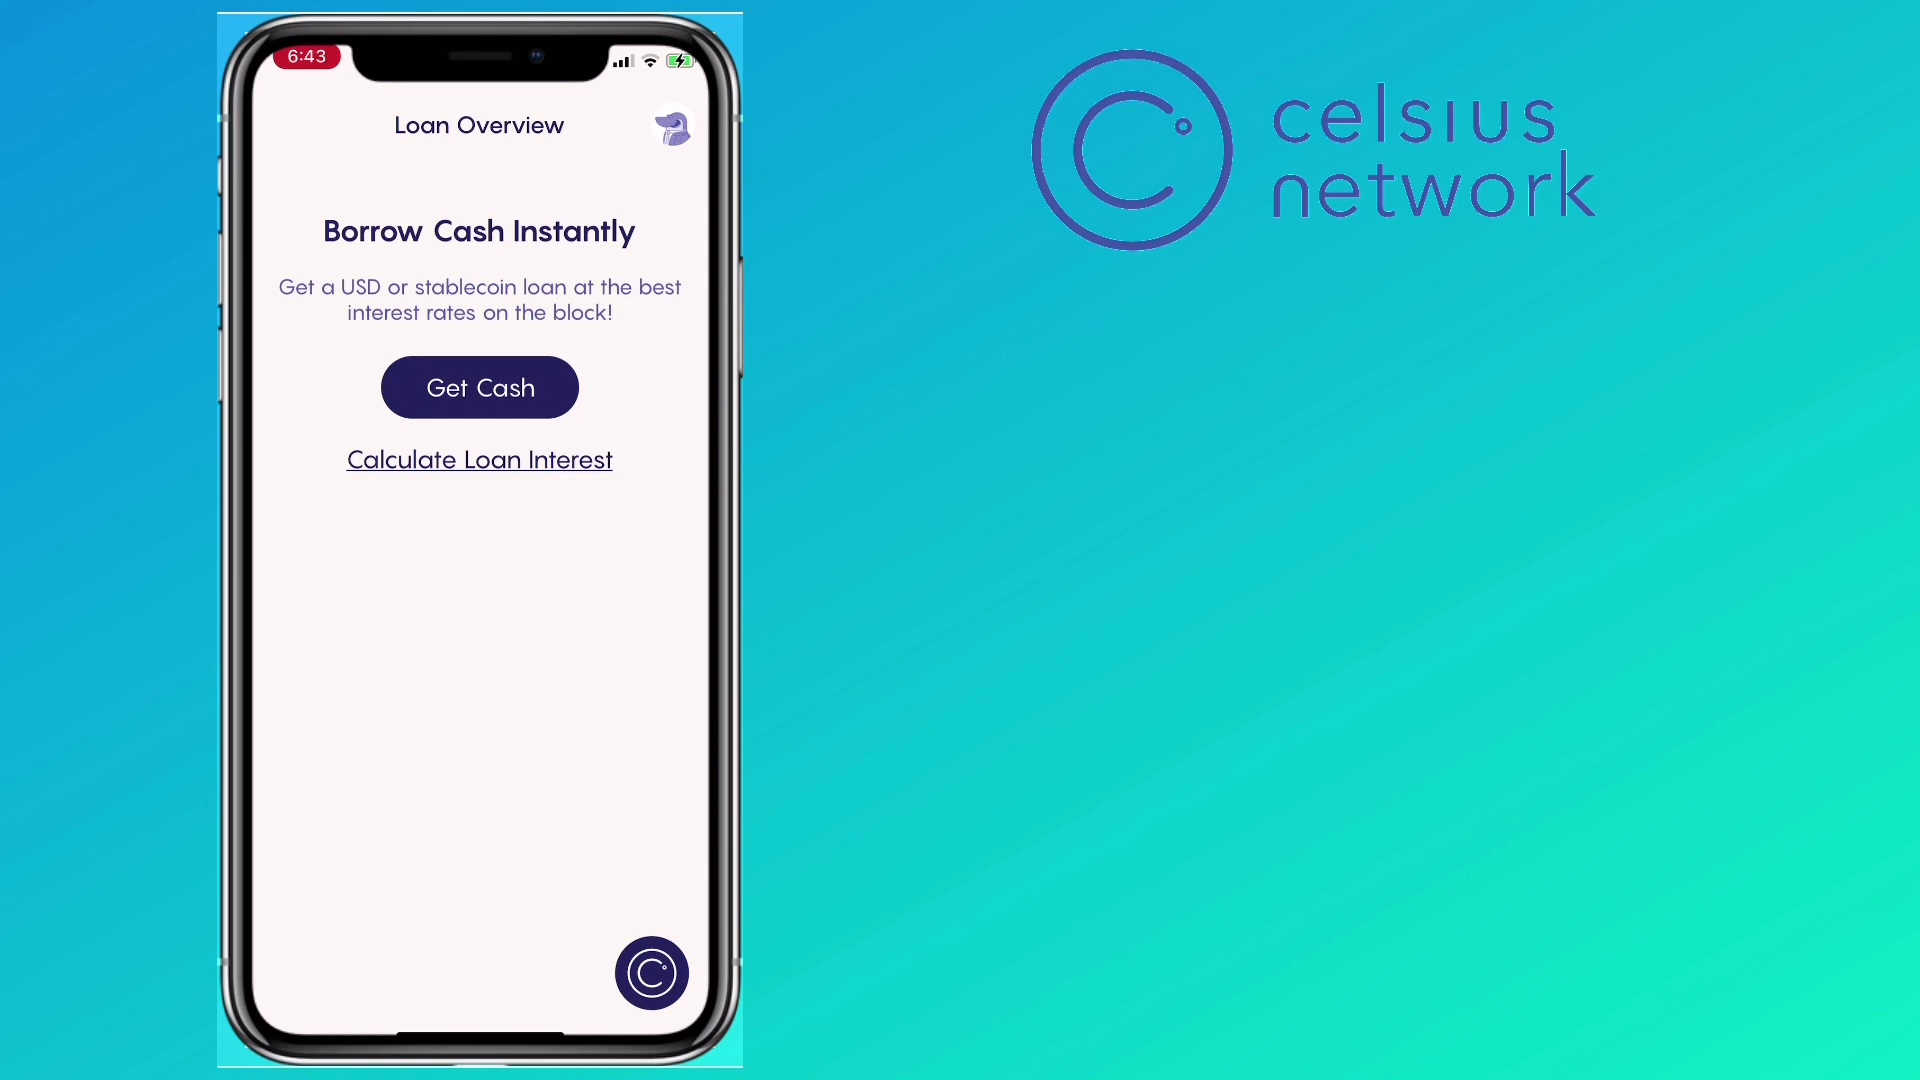 6:43
Loan Overview
Borrow Cash Instantly
Get a USD or stablecoin loan at the best
interest rates on the block!
Get Cash
Calculate Loan Interest
celsius
network